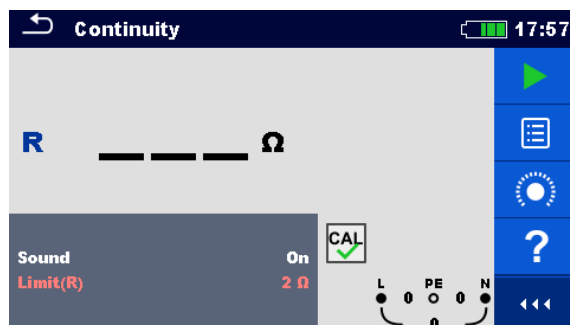 Continuity 17:57
R _ _ _ Ω
?
Sound On
Limit(R) 2 Ω
CAL
L PE N
0 0
0